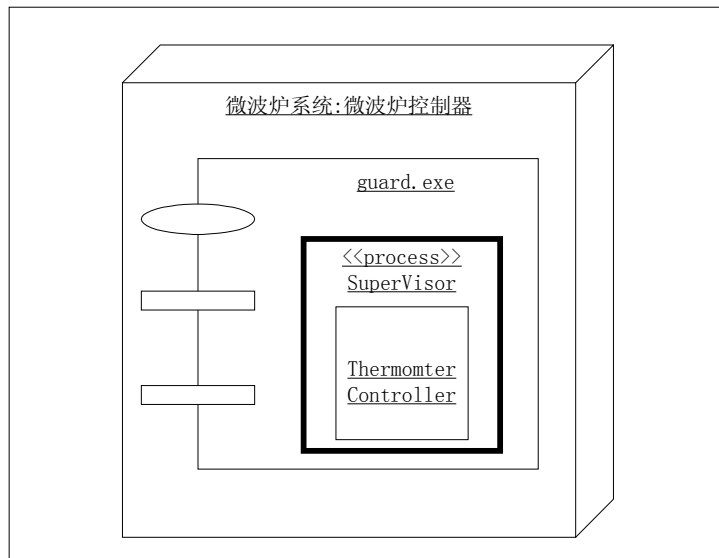 微波炉系统:微波炉控制器
guard.exe
<<process>>
SuperVisor
Thermomter
Controller